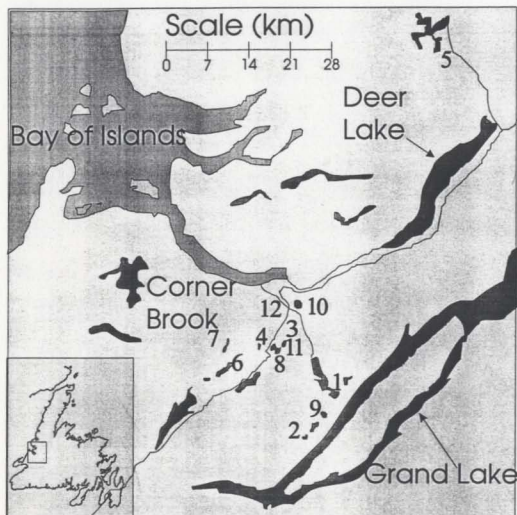 Scale (km)
0 7 14 21 28
5
Deer
Lake
Bay of Islands
Corner
Brook
12 10
3
7 4 11
6 8
1
9
2
Grand Lake